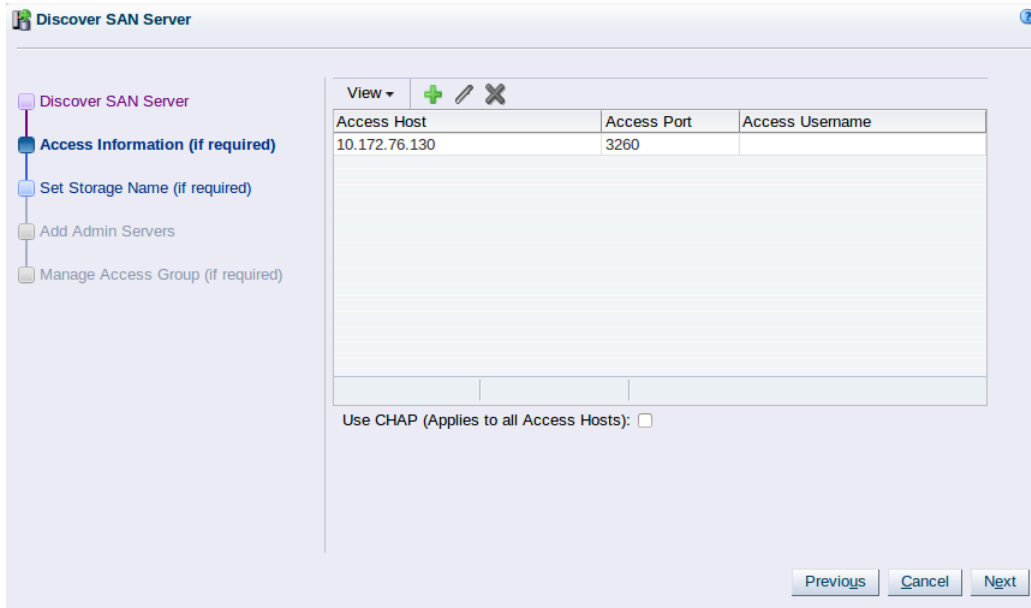 Discover SAN Server
Discover SAN Server
Access Information (if required)
Set Storage Name (if required)
Add Admin Servers
Manage Access Group (if required)
View
Access Host Access Port Access Username
10.172.76.130 3260
Use CHAP (Applies to all Access Hosts):
Previous Cancel Next